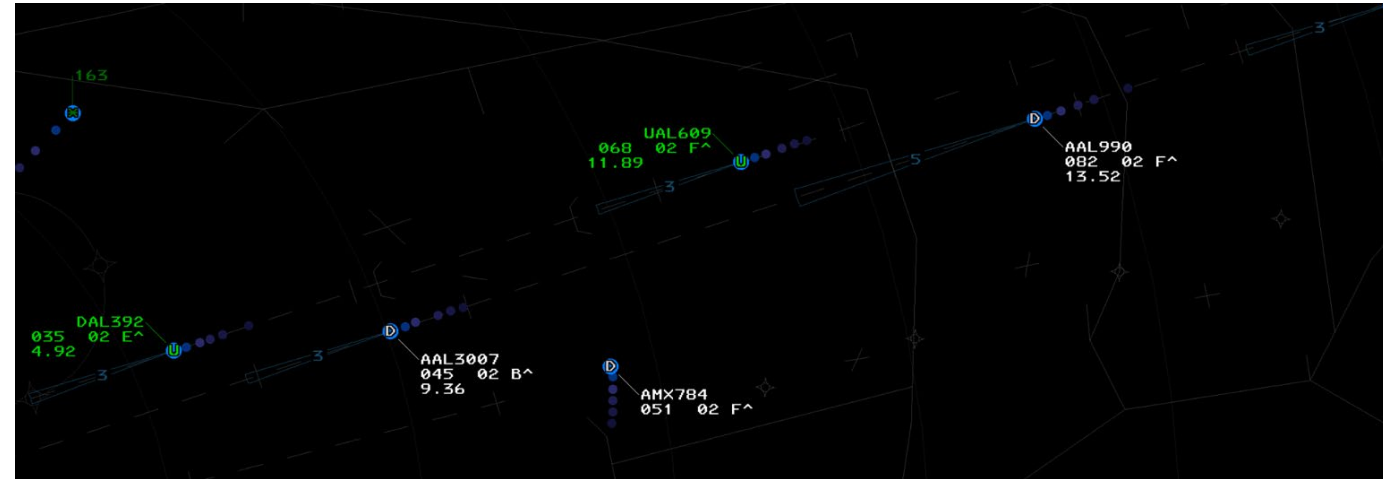 163
3
UAL609
068 02 F^
11.89
3
U
D
AAL990
082 02 F^
13.52
5
DAL392
035 02 E^
4.92
U
3
D
AAL3007
045 02 B^
9.36
3
D
AMX784
051 02 F^